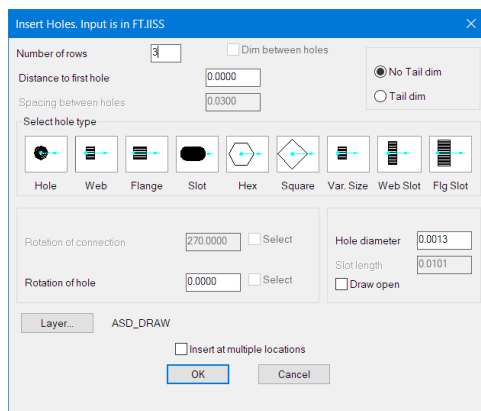 Insert Holes. Input is in FT.IISS
Number of rows 3 Dim between holes
Distance to first hole 0.0000 No Tail dim
Spacing between holes 0.0300 Tail dim
Select hole type
Hole Web Flange Slot Hex Square Var. Size Web Slot Flg Slot
Rotation of connection 270.0000 Select Hole diameter 0.0013
Slot length 0.0101
Rotation of hole 0.0000 Select Draw open
Layer... ASD_DRAW
Insert at multiple locations
OK Cancel